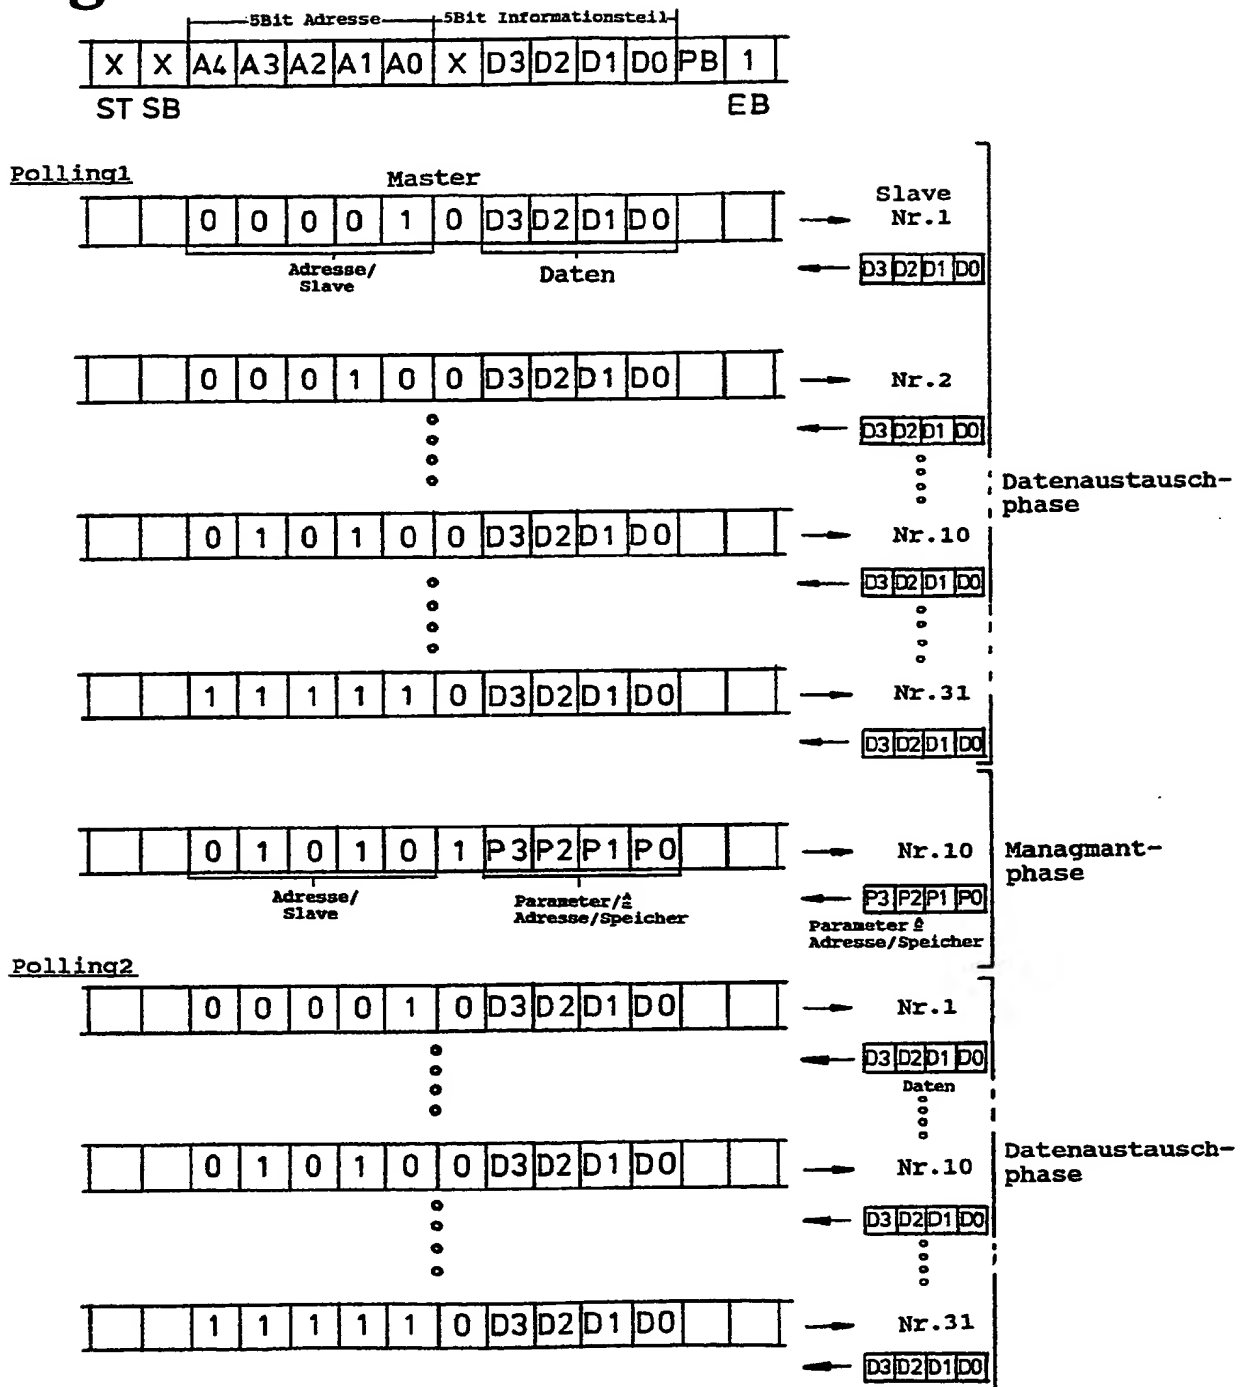 g
5Bit Adresse 5Bit Informationsteil
X X A4 A3 A2 A1 A0 X D3 D2 D1 D0 PB 1
ST SB EB
Polling1
Master
Slave
Nr.1
0 0 0 0 1 0 D3 D2 D1 D0
Adresse/
Slave
Daten
D3 D2 D1 D0
0 0 0 1 0 0 D3 D2 D1 D0 Nr.2
D3 D2 D1 D0
Datenaustausch-
phase
0 1 0 1 0 0 D3 D2 D1 D0 Nr.10
D3 D2 D1 D0
1 1 1 1 1 0 D3 D2 D1 D0 Nr.31
D3 D2 D1 D0
0 1 0 1 0 1 P3 P2 P1 P0 Nr.10
Managmant-
phase
Adresse/
Slave
Parameter/≙
Adresse/Speicher
P3 P2 P1 P0
Parameter ≙
Adresse/Speicher
Polling2
0 0 0 0 1 0 D3 D2 D1 D0 Nr.1
D3 D2 D1 D0
Daten
0 1 0 1 0 0 D3 D2 D1 D0 Nr.10
Datenaustausch-
phase
D3 D2 D1 D0
1 1 1 1 1 0 D3 D2 D1 D0 Nr.31
D3 D2 D1 D0